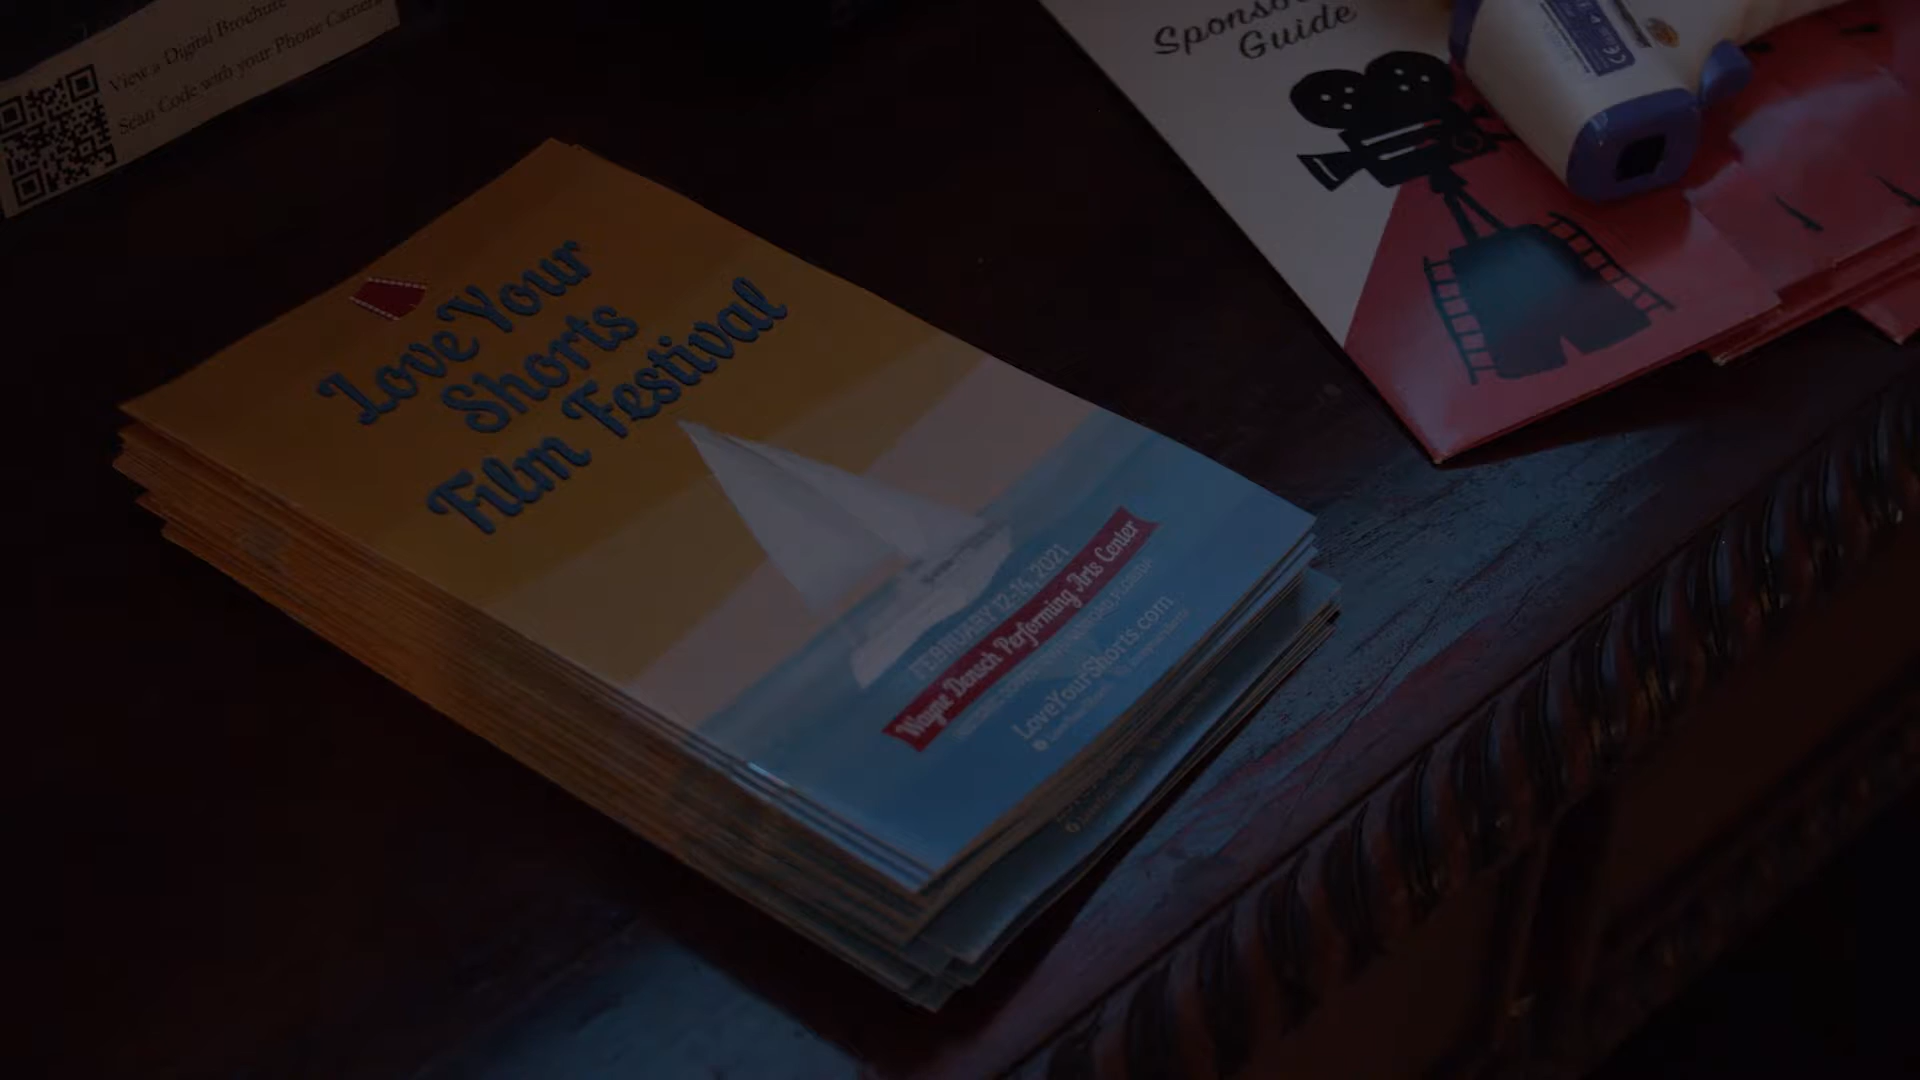 View a Digital Brochure
Scan Code with your Phone Camera
Guide
Love Your
Shorts
Film Festival
FEBRUARY 12-14, 2021
Wayne Densch Performing Arts Center
LoveYourShorts.com